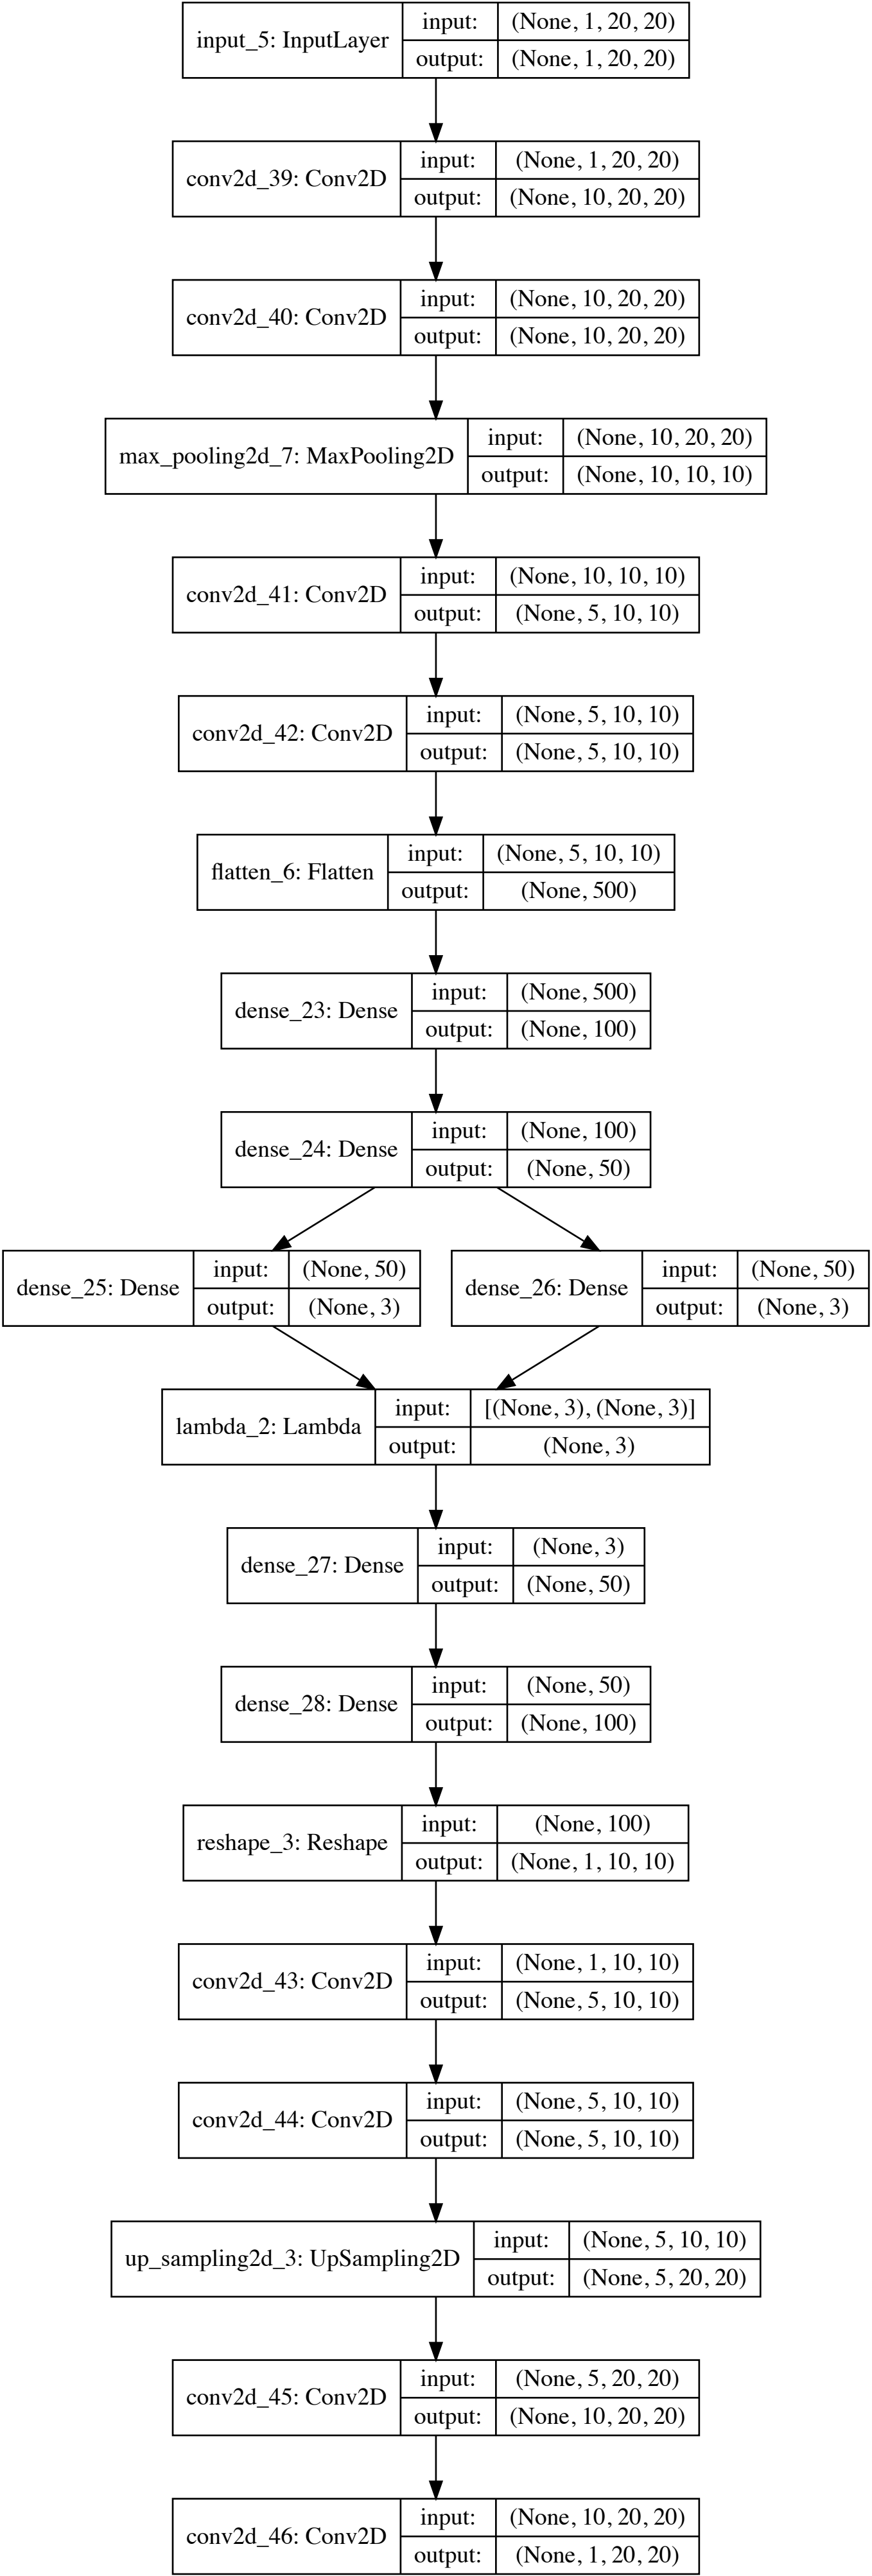 input_5: InputLayer
input: (None, 1, 20, 20)
output: (None, 1, 20, 20)
conv2d_39: Conv2D
input: (None, 1, 20, 20)
output: (None, 10, 20, 20)
conv2d_40: Conv2D
input: (None, 10, 20, 20)
output: (None, 10, 20, 20)
max_pooling2d_7: MaxPooling2D
input: (None, 10, 20, 20)
output: (None, 10, 10, 10)
conv2d_41: Conv2D
input: (None, 10, 10, 10)
output: (None, 5, 10, 10)
conv2d_42: Conv2D
input: (None, 5, 10, 10)
output: (None, 5, 10, 10)
flatten_6: Flatten
input: (None, 5, 10, 10)
output: (None, 500)
dense_23: Dense
input: (None, 500)
output: (None, 100)
dense_24: Dense
input: (None, 100)
output: (None, 50)
dense_25: Dense
input: (None, 50)
output: (None, 3)
dense_26: Dense
input: (None, 50)
output: (None, 3)
lambda_2: Lambda
input: [(None, 3), (None, 3)]
output: (None, 3)
dense_27: Dense
input: (None, 3)
output: (None, 50)
dense_28: Dense
input: (None, 50)
output: (None, 100)
reshape_3: Reshape
input: (None, 100)
output: (None, 1, 10, 10)
conv2d_43: Conv2D
input: (None, 1, 10, 10)
output: (None, 5, 10, 10)
conv2d_44: Conv2D
input: (None, 5, 10, 10)
output: (None, 5, 10, 10)
up_sampling2d_3: UpSampling2D
input: (None, 5, 10, 10)
output: (None, 5, 20, 20)
conv2d_45: Conv2D
input: (None, 5, 20, 20)
output: (None, 10, 20, 20)
conv2d_46: Conv2D
input: (None, 10, 20, 20)
output: (None, 1, 20, 20)